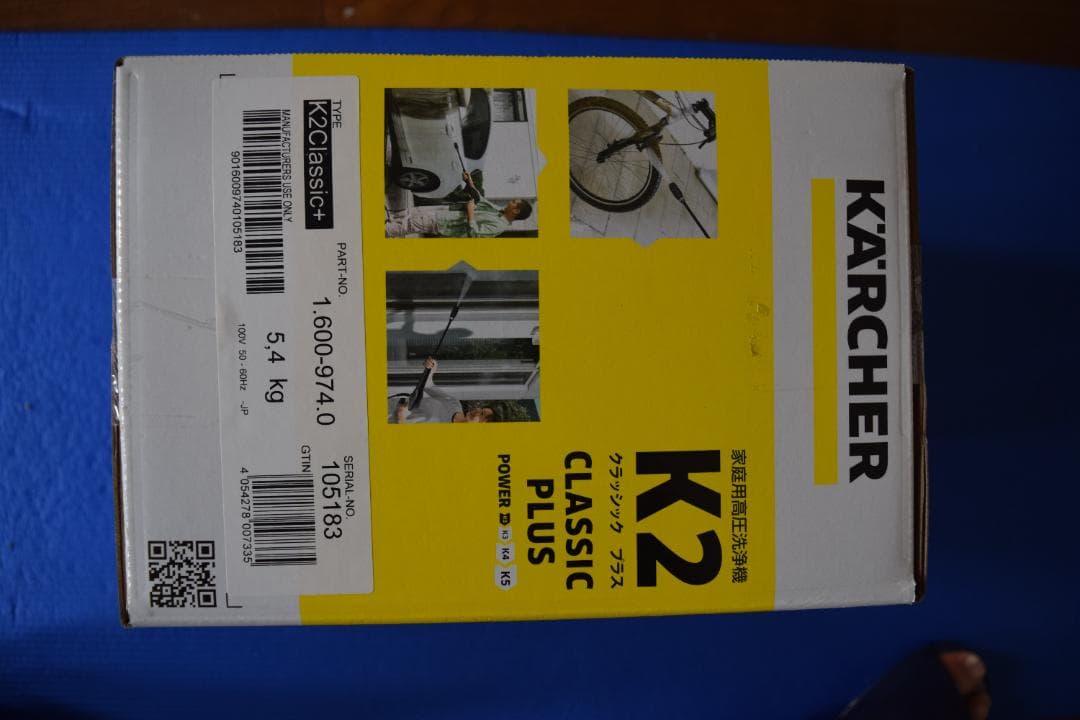 KÄRCHER
家庭用高圧洗浄機
K2
クラッシック プラス
CLASSIC
PLUS
POWER K2 K3 K4 K5
TYPE
K2Classic+
PART-NO.
1.600-974.0
SERIAL-NO.
105183
MANUFACTURERS USE ONLY
9016009740105183
5,4 kg
100V 50 - 60Hz -JP
GTIN
4 054278 007335